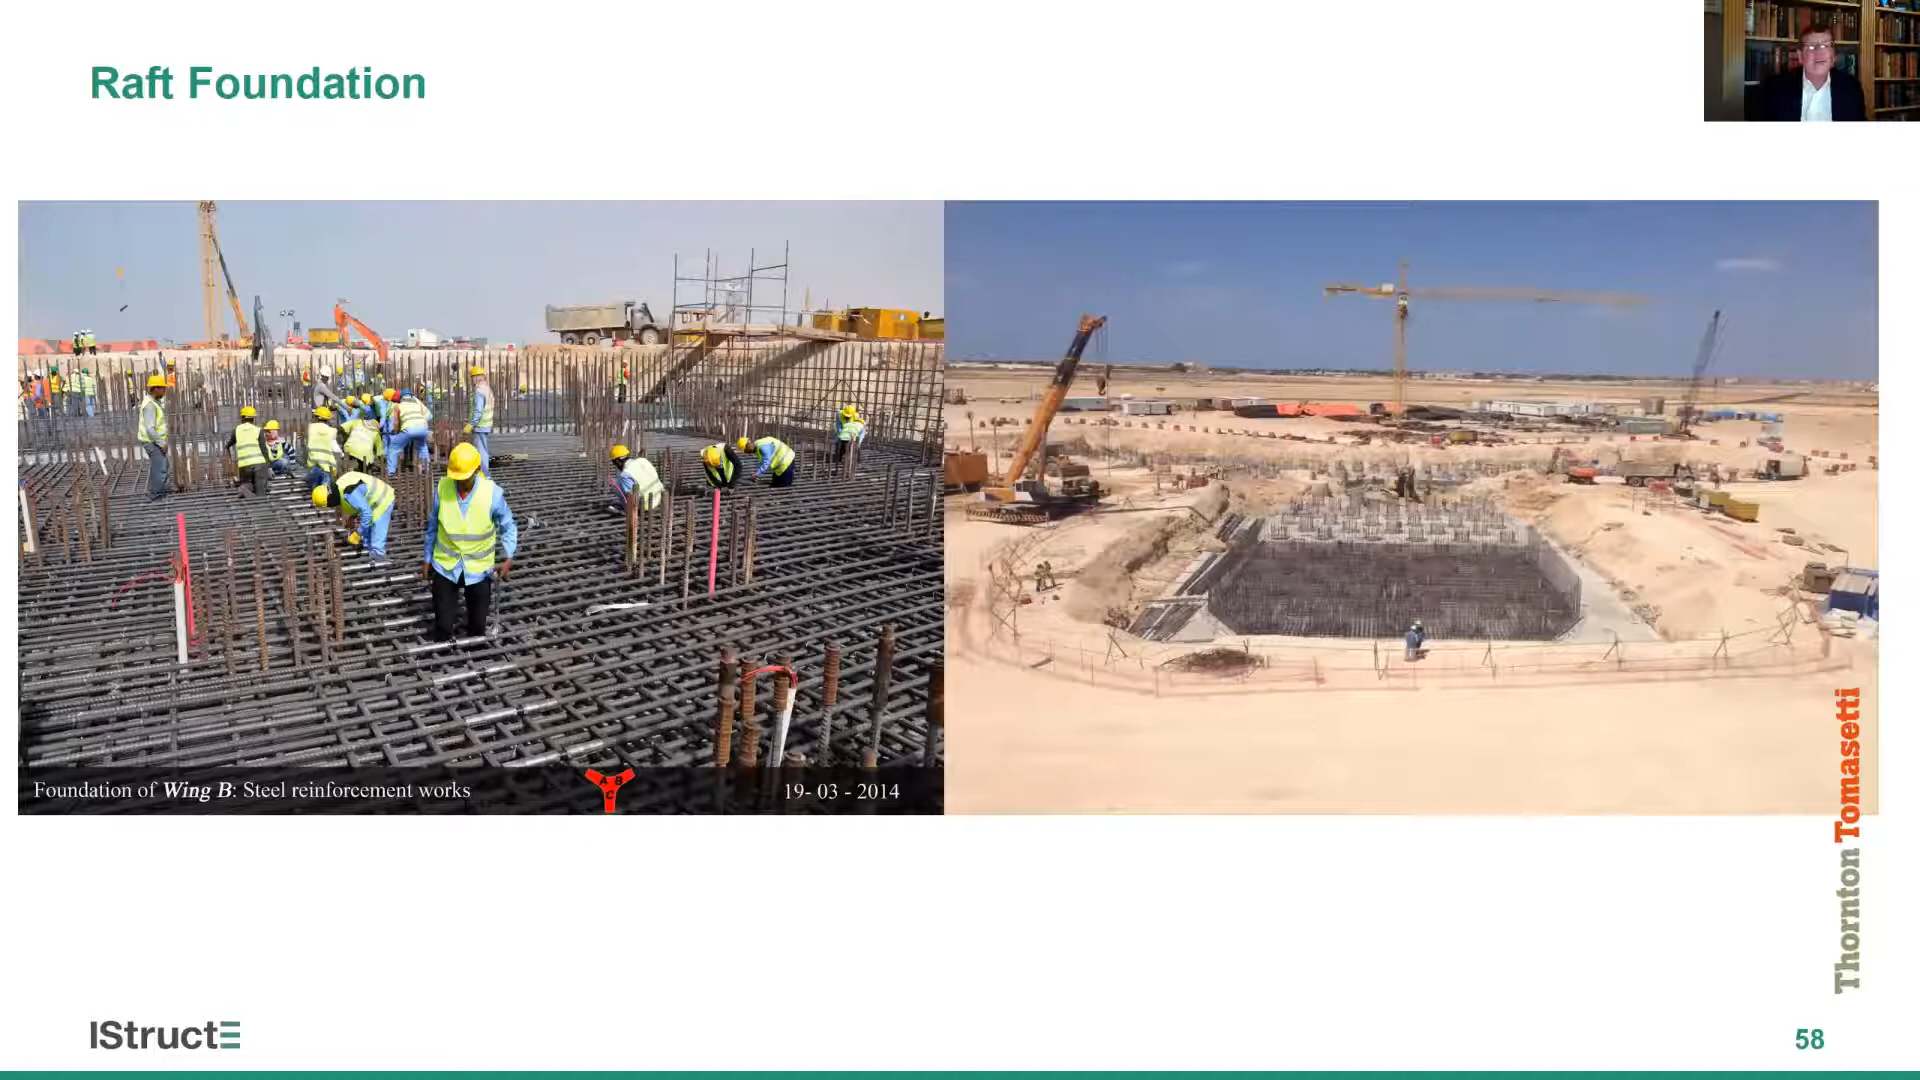 Raft Foundation
Foundation of Wing B: Steel reinforcement works
A B
C
19- 03 - 2014
Thornton Tomasetti
IStructE
58